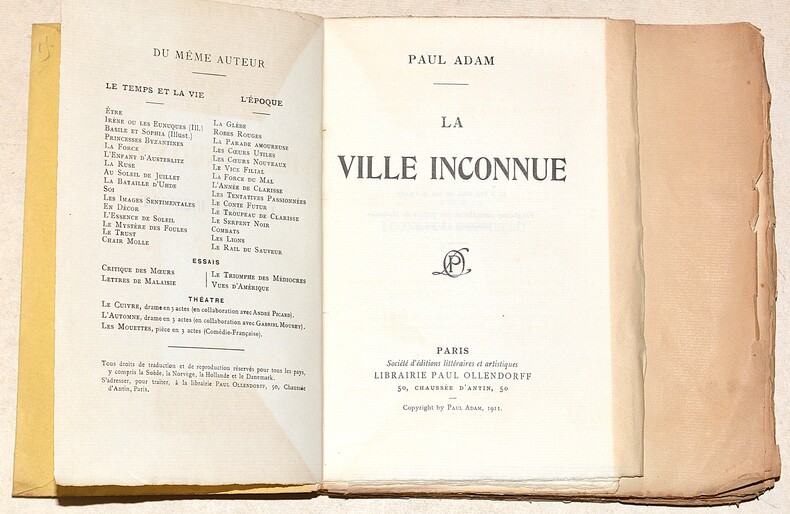 DU MÊME AUTEUR
LE TEMPS ET LA VIE
ÊTRE
IRÈNE OU LES EUNUQUES (ILL.)
BASILE ET SOPHIA (ILLUST.)
PRINCESSES BYZANTINES
LA FORCE
L'ENFANT D'AUSTERLITZ
LA RUSE
AU SOLEIL DE JUILLET
LA BATAILLE D'UHDE
SOI
LES IMAGES SENTIMENTALES
EN DÉCOR
L'ESSENCE DE SOLEIL
LE MYSTÈRE DES FOULES
LE TRUST
CHAIR MOLLE
L'ÉPOQUE
LA GLÈBE
ROBES ROUGES
LA PARADE AMOUREUSE
LES CŒURS UTILES
LES CŒURS NOUVEAUX
LE VICE FILIAL
LA FORCE DU MAL
L'ANNÉE DE CLARISSE
LES TENTATIVES PASSIONNÉES
LE CONTE FUTUR
LE TROUPEAU DE CLARISSE
LE SERPENT NOIR
COMBATS
LES LIONS
LE RAIL DU SAUVEUR
ESSAIS
CRITIQUE DES MŒURS
LETTRES DE MALAISIE
LE TRIOMPHE DES MÉDIOCRES
VUES D'AMÉRIQUE
THÉATRE
LE CUIVRE, drame en 3 actes (en collaboration avec ANDRÉ PICARD).
L'AUTOMNE, drame en 3 actes (en collaboration avec GABRIEL MOUREY).
LES MOUETTES, pièce en 3 actes (Comédie-Française).
Tous droits de traduction et de reproduction réservés pour tous les pays,
y compris la Suède, la Norvège, la Hollande et le Danemark.
S'adresser, pour traiter, à la librairie PAUL OLLENDORFF, 50, Chaussée
d'Antin, Paris.
PAUL ADAM
LA
VILLE INCONNUE
PARIS
Société d'éditions littéraires et artistiques
LIBRAIRIE PAUL OLLENDORFF
50, CHAUSSÉE D'ANTIN, 50
Copyright by PAUL ADAM, 1911.